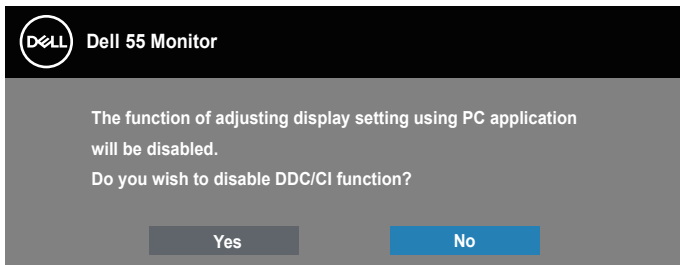 DELL
Dell 55 Monitor
The function of adjusting display setting using PC application
will be disabled.
Do you wish to disable DDC/CI function?
Yes
No